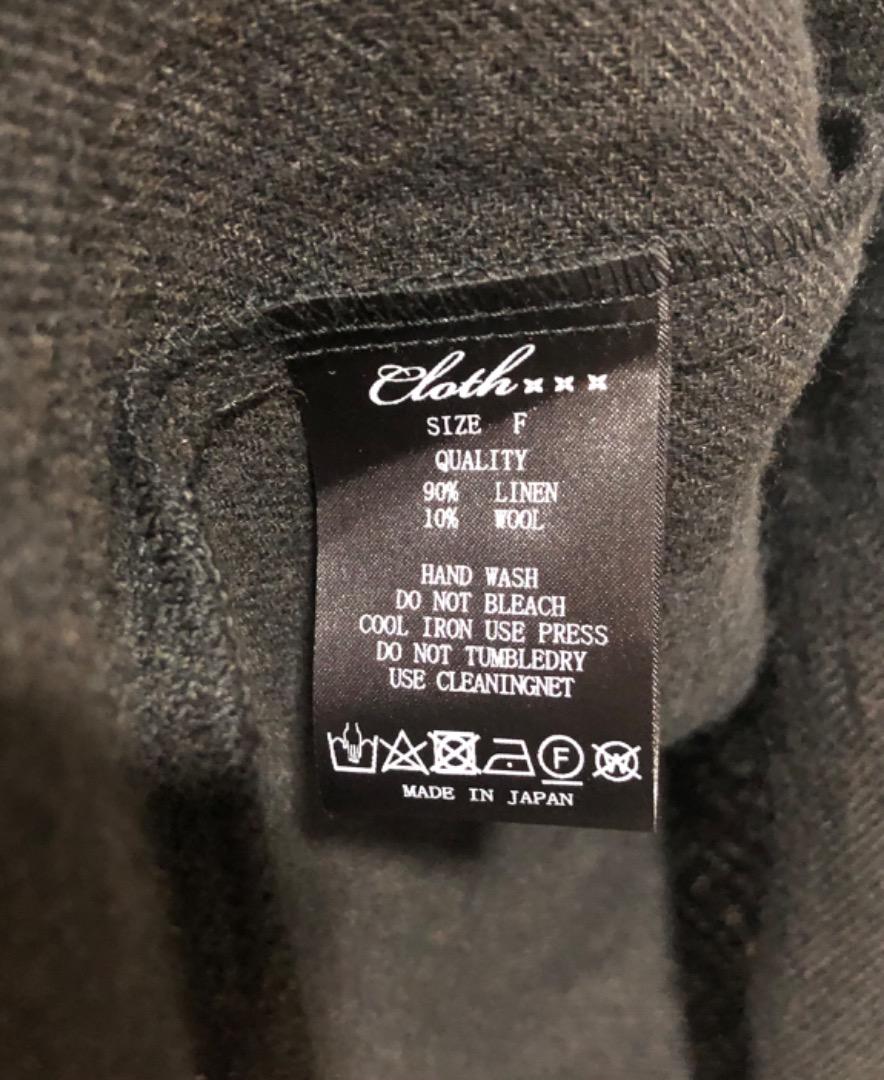 Cloth×××
SIZE F
QUALITY
90% LINEN
10% WOOL
HAND WASH
DO NOT BLEACH
COOL IRON USE PRESS
DO NOT TUMBLEDRY
USE CLEANINGNET
F W
MADE IN JAPAN